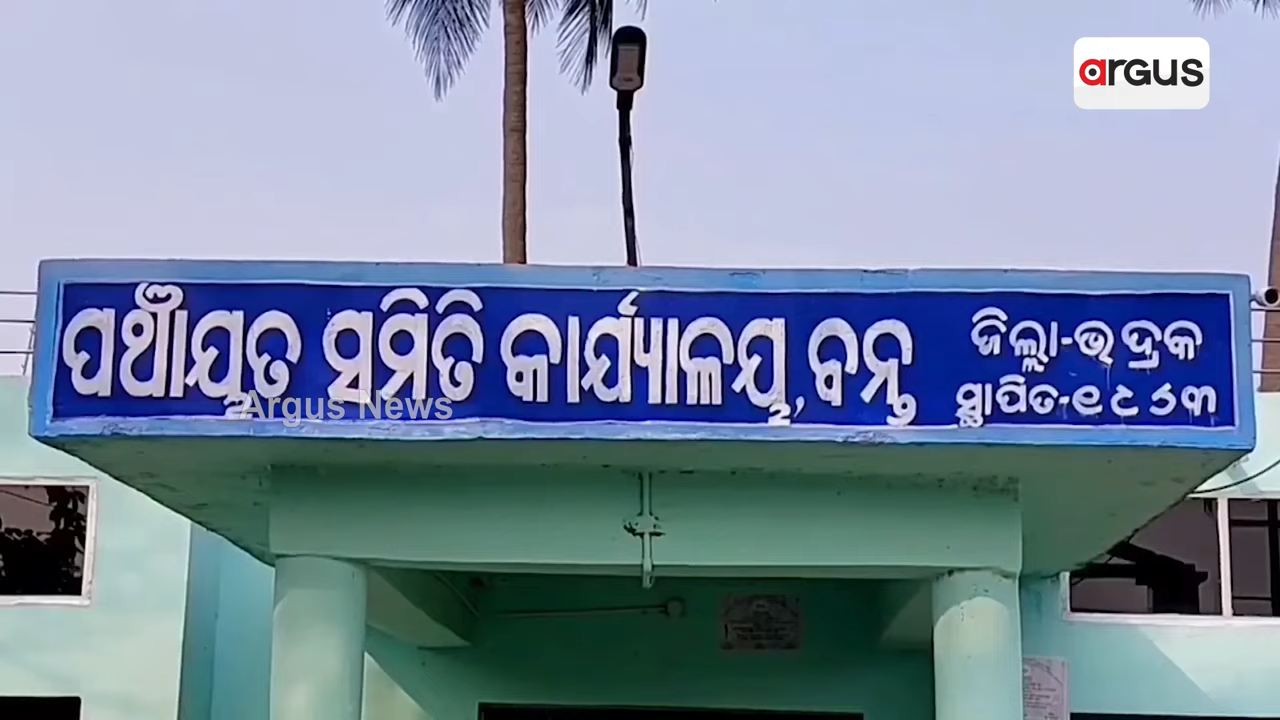 argus
ପଞ୍ଚାୟତ ସମିତି କାର୍ଯ୍ୟାଳୟ, ବନ୍ତ
ଜିଲ୍ଲା-ଭଦ୍ରକ
ସ୍ଥାପିତ-୧୯୬୩
Argus News